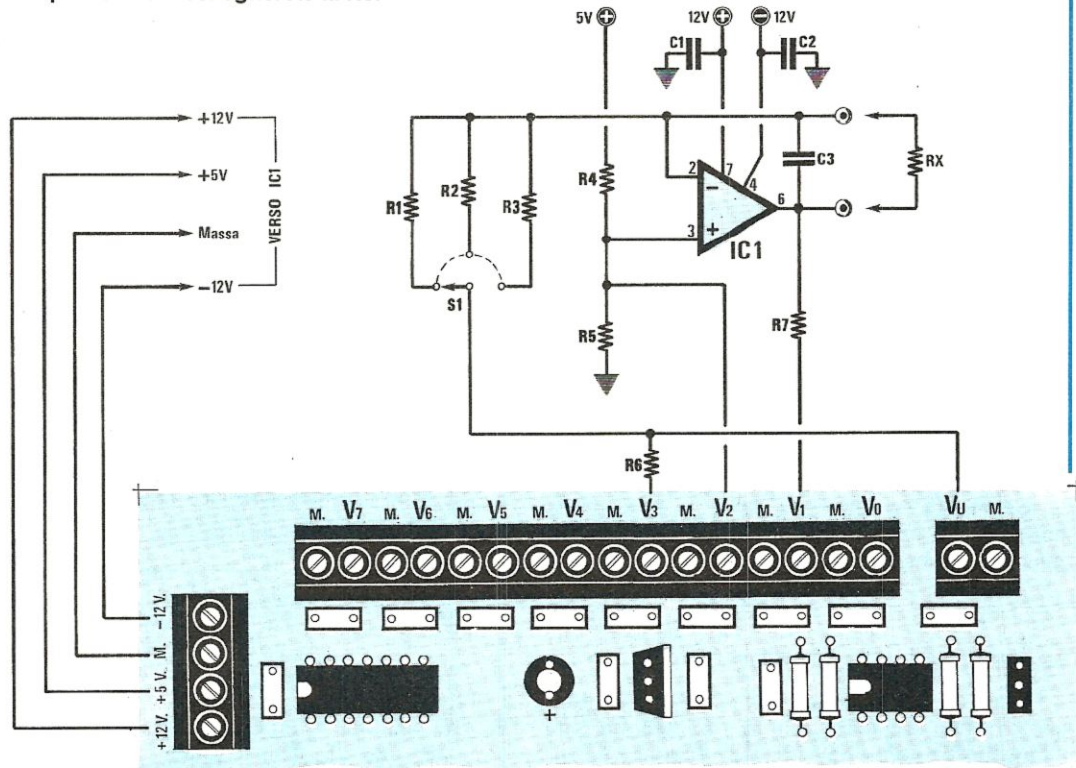 5V
12V
12V
C1
C2
+12V
+5V
Massa
-12V
VERSO IC1
R1
R2
R3
R4
2
7
4
6
3
IC1
C3
RX
S1
R5
R7
R6
M. V7 M. V6 M. V5 M. V4 M. V3 M. V2 M. V1 M. V0 VU M.
-12 V.
M.
+5 V.
+12 V.